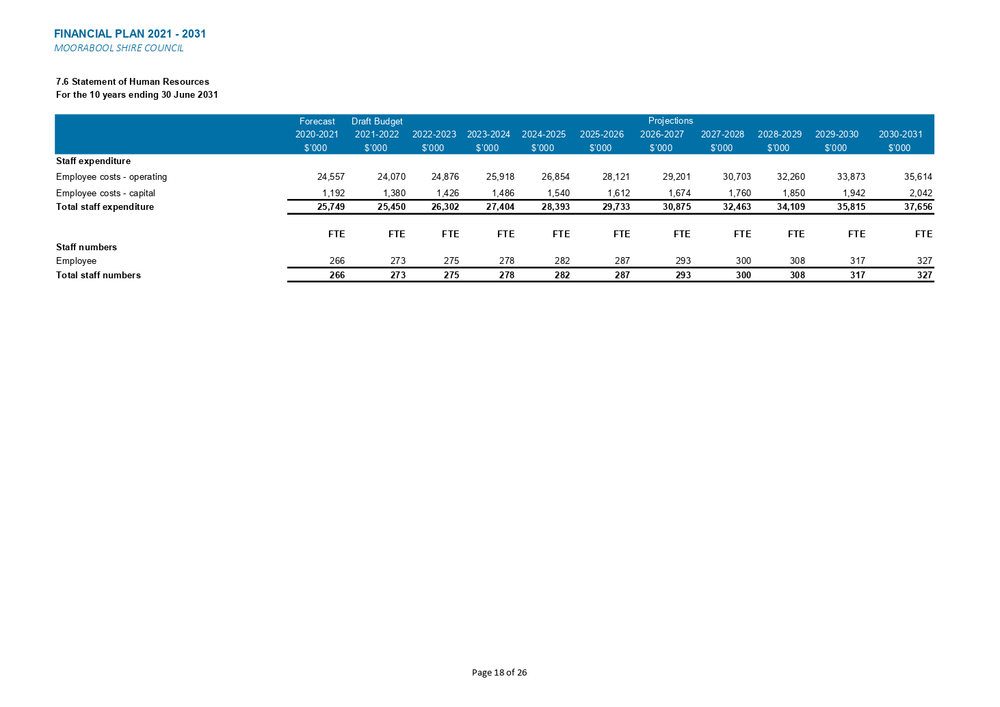 FINANCIAL PLAN 2021 - 2031
MOORABOOL SHIRE COUNCIL
7.6 Statement of Human Resources
For the 10 years ending 30 June 2031
Forecast Draft Budget Projections
2020-2021 2021-2022 2022-2023 2023-2024 2024-2025 2025-2026 2026-2027 2027-2028 2028-2029 2029-2030 2030-2031
$'000 $'000 $'000 $'000 $'000 $'000 $'000 $'000 $'000 $'000 $'000
Staff expenditure
Employee costs - operating 24,557 24,070 24,876 25,918 26,854 28,121 29,201 30,703 32,260 33,873 35,614
Employee costs - capital 1,192 1,380 1,426 1,486 1,540 1,612 1,674 1,760 1,850 1,942 2,042
Total staff expenditure 25,749 25,450 26,302 27,404 28,393 29,733 30,875 32,463 34,109 35,815 37,656
FTE FTE FTE FTE FTE FTE FTE FTE FTE FTE FTE
Staff numbers
Employee 266 273 275 278 282 287 293 300 308 317 327
Total staff numbers 266 273 275 278 282 287 293 300 308 317 327
Page 18 of 26